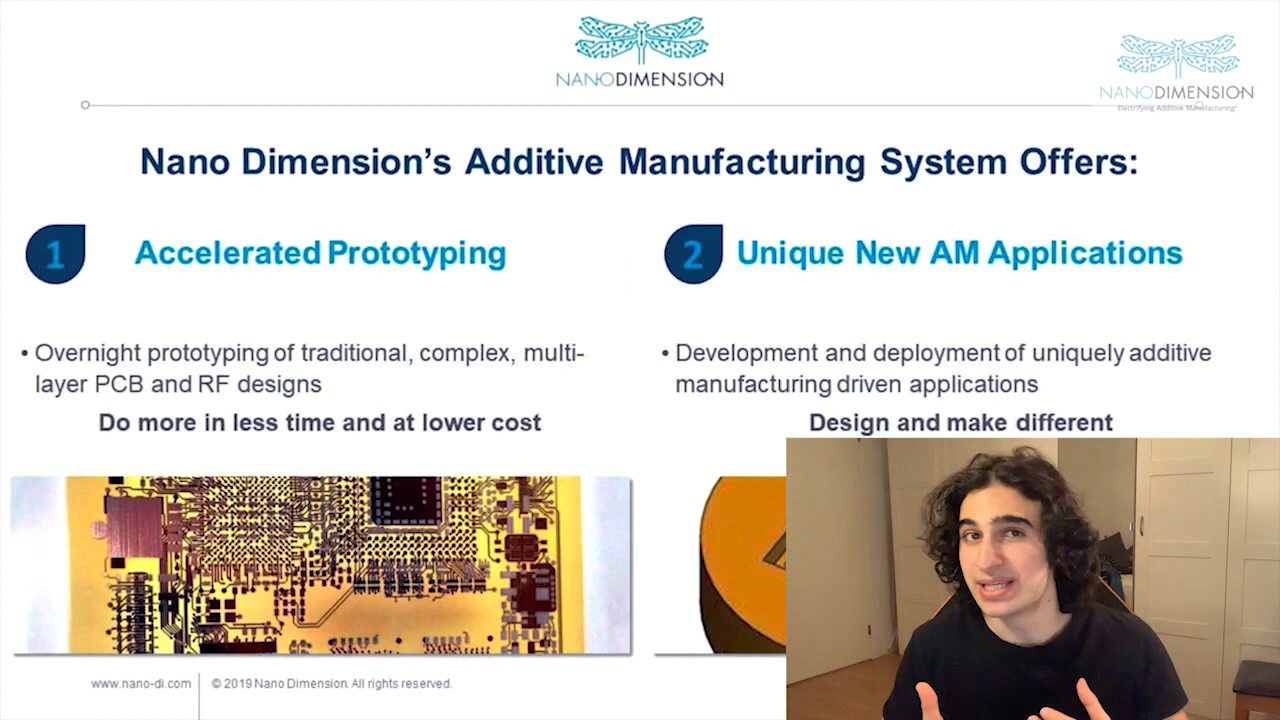 NANODIMENSION
NANODIMENSION
Electrifying Additive Manufacturing
Nano Dimension's Additive Manufacturing System Offers:
1
Accelerated Prototyping
2
Unique New AM Applications
• Overnight prototyping of traditional, complex, multi-
layer PCB and RF designs
Do more in less time and at lower cost
• Development and deployment of uniquely additive
manufacturing driven applications
Design and make different
www.nano-di.com
© 2019 Nano Dimension. All rights reserved.